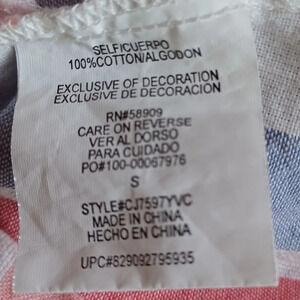 SELF/CUERPO
100%COTTON/ALGODON
EXCLUSIVE OF DECORATION
EXCLUSIVE DE DECORACION
RN#58909
CARE ON REVERSE
VER AL DORSO
PARA CUIDADO
PO#100-00067976
S
STYLE#CJ7597YVC
MADE IN CHINA
HECHO EN CHINA
UPC#829092795935